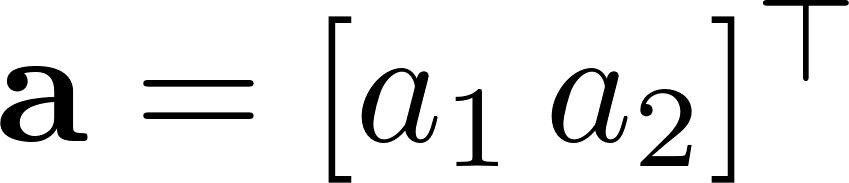 𝐚 = [𝑎₁ 𝑎₂]^⊤